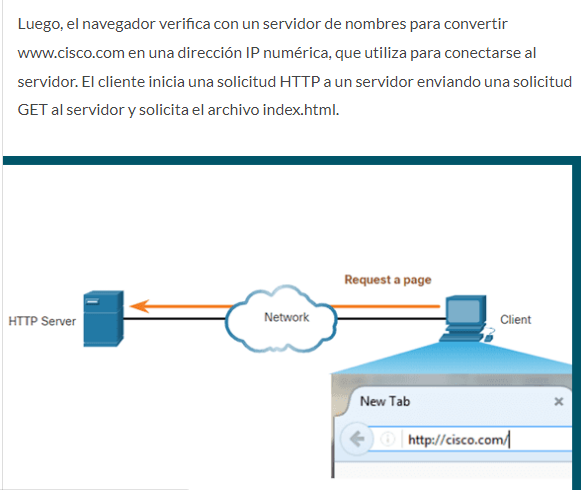 Luego, el navegador verifica con un servidor de nombres para convertir
www.cisco.com en una dirección IP numérica, que utiliza para conectarse al
servidor. El cliente inicia una solicitud HTTP a un servidor enviando una solicitud
GET al servidor y solicita el archivo index.html.
Request a page
HTTP Server
Network
Client
New Tab
http://cisco.com/